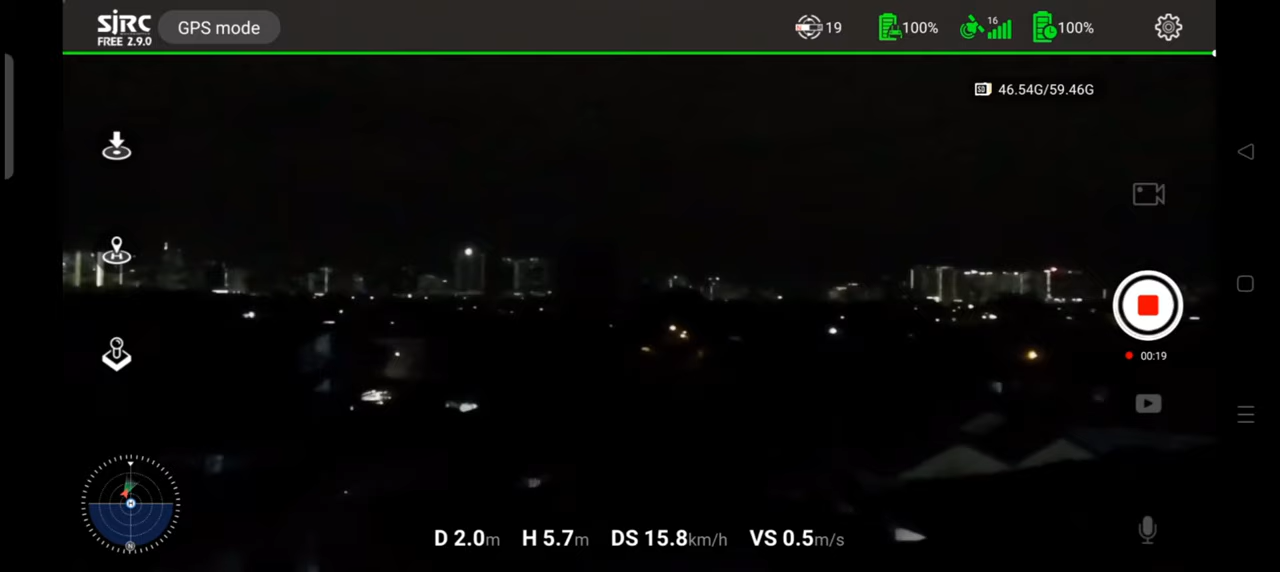 SJRC
FREE 2.9.0
GPS mode
19
100%
16
100%
SD 46.54G/59.46G
00:19
H
N
D 2.0m H 5.7m DS 15.8km/h VS 0.5m/s